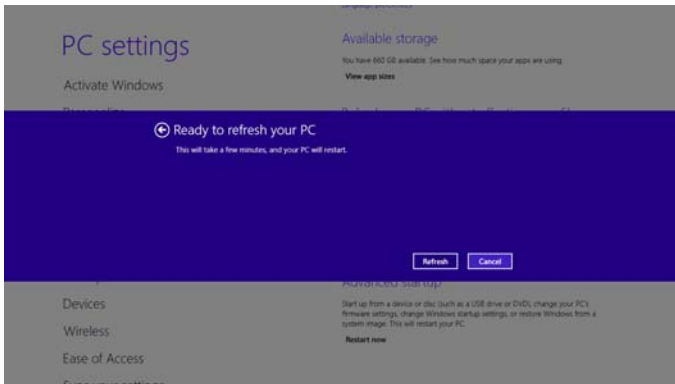 PC settings
Activate Windows
Devices
Wireless
Ease of Access
Available storage
You have 660 GB available. See how much space your apps are using.
View app sizes
Ready to refresh your PC
This will take a few minutes, and your PC will restart.
Refresh
Cancel
Advanced startup
Start up from a device or disc (such as a USB drive or DVD), change your PC's
firmware settings, change Windows startup settings, or restore Windows from a
system image. This will restart your PC.
Restart now